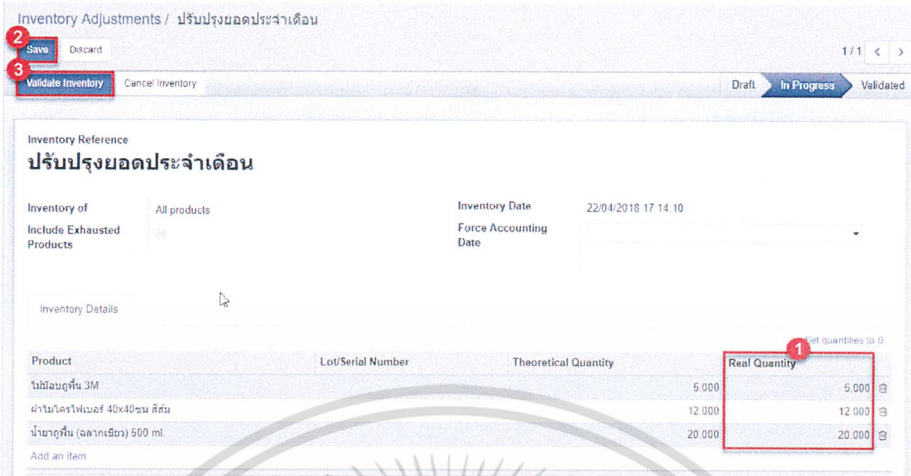 Inventory Adjustments / ปรับปรุงยอดประจำเดือน
2
Save Discard 1 / 1 < >
3
Validate Inventory Cancel Inventory Draft In Progress Validated
Inventory Reference
ปรับปรุงยอดประจำเดือน
Inventory of All products Inventory Date 22/04/2018 17:14:10
Include Exhausted Products Force Accounting Date
Inventory Details
Set quantities to 0
1
Product Lot/Serial Number Theoretical Quantity Real Quantity
ไม้ม๊อบถูพื้น 3M 5.000 5.000
ผ้าไมโครไฟเบอร์ 40x40ซม สีส้ม 12.000 12.000
น้ำยาถูพื้น (ฉลากเขียว) 500 ml. 20.000 20.000
Add an item